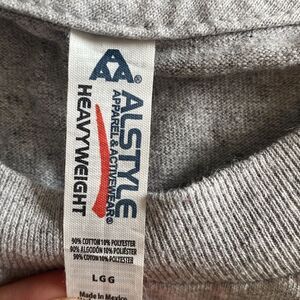 AA®
ALSTYLE
APPAREL & ACTIVEWEAR®
HEAVYWEIGHT
90% COTTON 10% POLYESTER
90% ALGODÓN 10% POLIÉSTER
90% COTON 10% POLYESTER
LGG
Made In Mexico